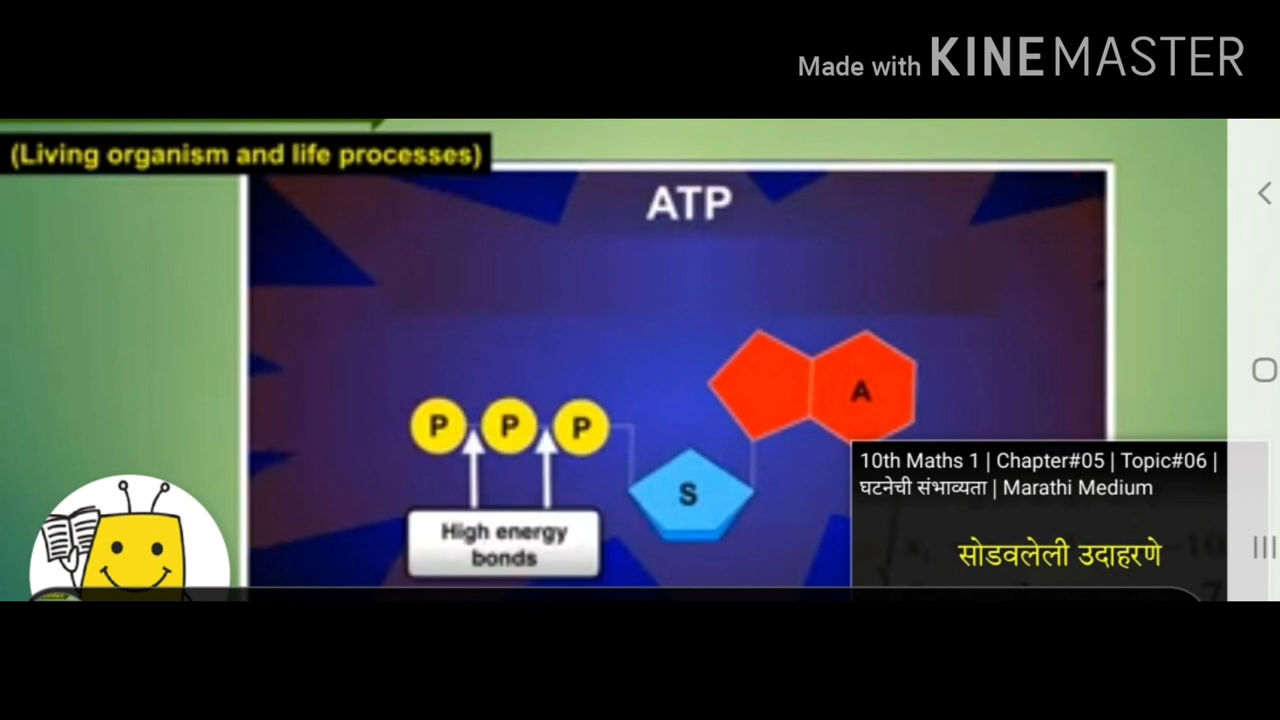 Made with KINEMASTER
(Living organism and life processes)
ATP
A
P P P
S
High energy
bonds
10th Maths 1 | Chapter#05 | Topic#06 |
घटनेची संभाव्यता | Marathi Medium
सोडवलेली उदाहरणे